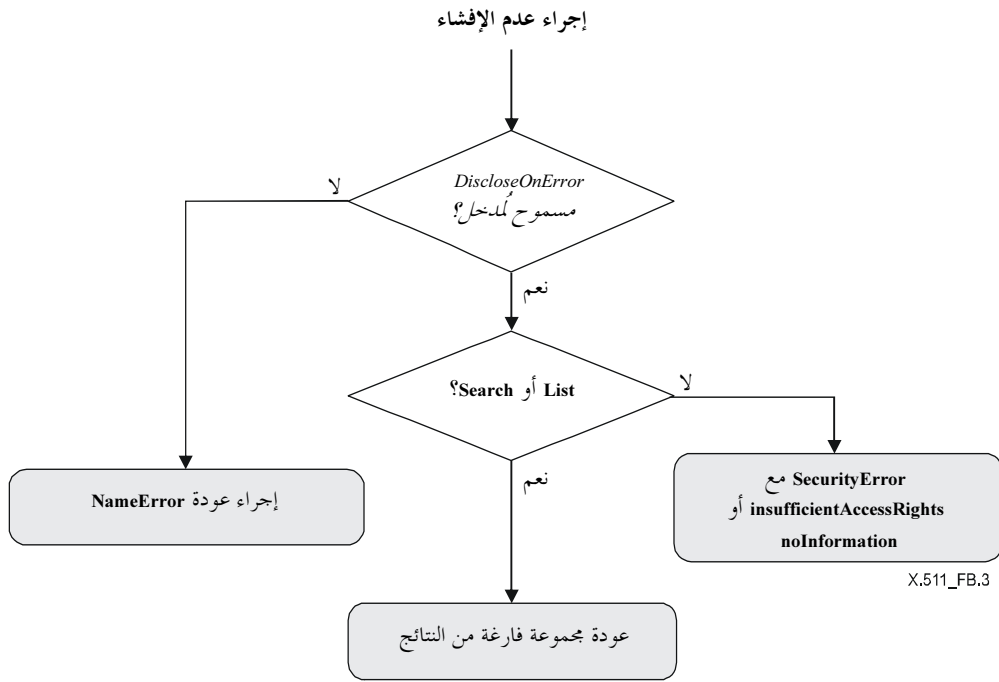 إجراء عدم الإفشاء
DiscloseOnError
مسموح لمُدخل؟
لا
نعم
List أو Search؟
لا
نعم
إجراء عودة NameError
SecurityError مع
insufficientAccessRights أو
noInformation
X.511_FB.3
عودة مجموعة فارغة من النتائج